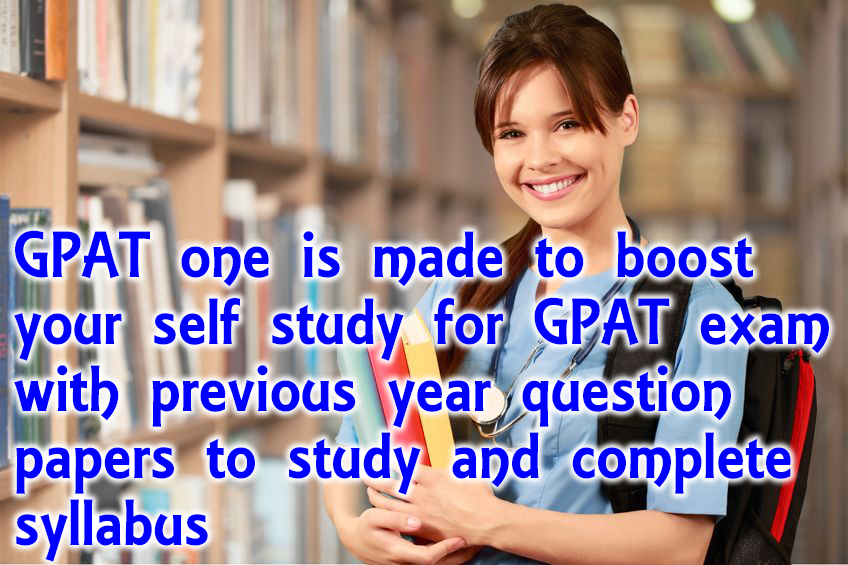 GPAT one is made to boost
your self study for GPAT exam
with previous year question
papers to study and complete
syllabus